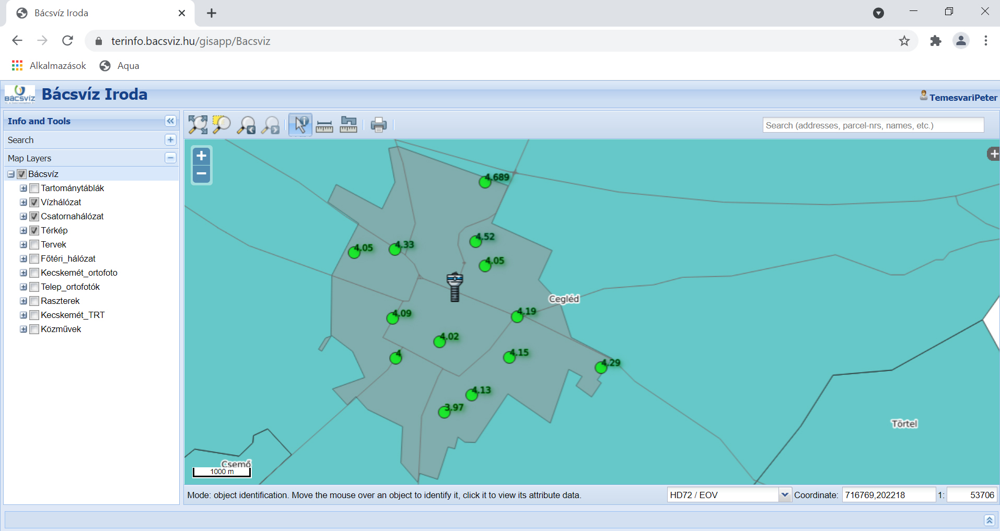 Bácsvíz Iroda
terinfo.bacsviz.hu/gisapp/Bacsviz
Alkalmazások
Aqua
BÁCSVÍZ
Bácsvíz Iroda
TemesvariPeter
Info and Tools
Search (addresses, parcel-nrs, names, etc.)
Search
Map Layers
Bácsvíz
Tartománytáblák
Vízhálózat
Csatornahálózat
Térkép
Tervek
Főtéri_hálózat
Kecskemét_ortofoto
Telep_ortofotók
Raszterek
Kecskemét_TRT
Közművek
4.689
4.52
4.05
4.33
4.05
Cegléd
4.09
4.19
4.02
4
4.15
4.29
4.13
3.97
Törtel
Csemő
1000 m
Mode: object identification. Move the mouse over an object to identify it, click it to view its attribute data.
HD72 / EOV
Coordinate: 716769,202218
1: 53706